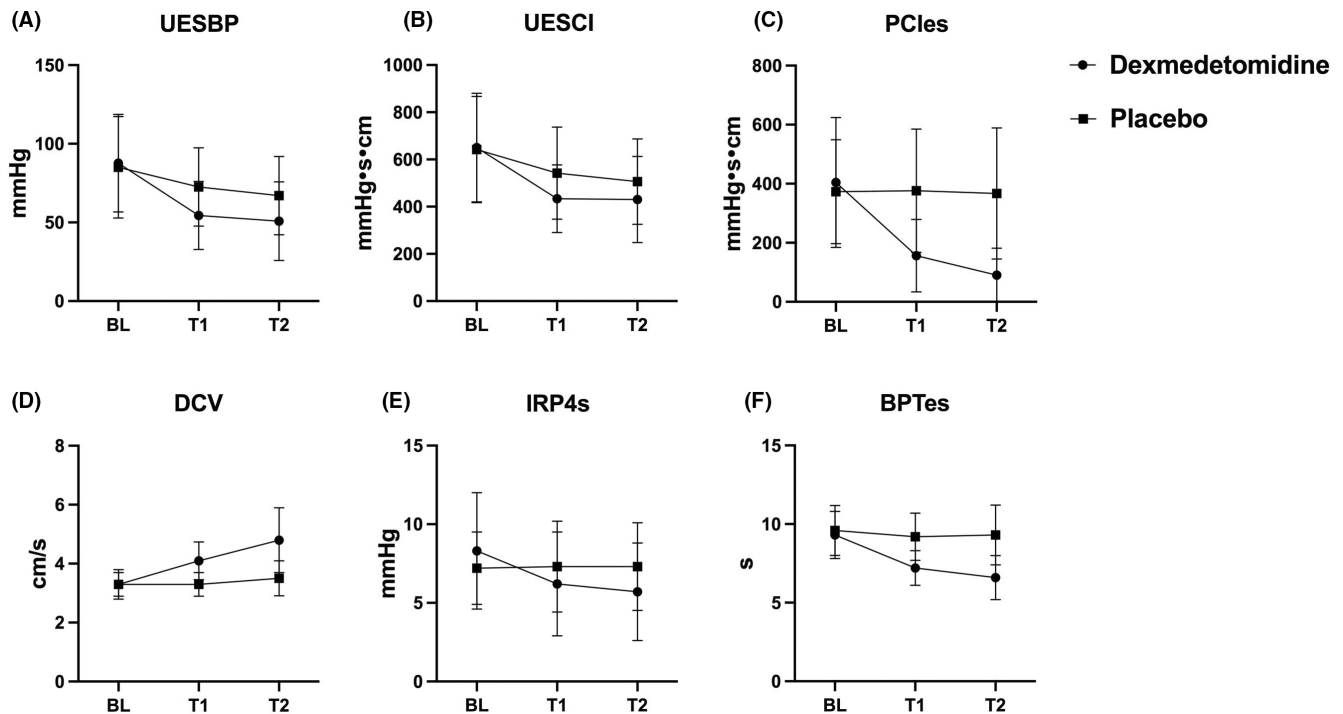 (A) UESBP
(B) UESCI
(C) PCIes
Dexmedetomidine
Placebo
mmHg
150
100
50
0
BL T1 T2
mmHg•s•cm
1000
800
600
400
200
0
BL T1 T2
mmHg•s•cm
800
600
400
200
0
BL T1 T2
(D) DCV
(E) IRP4s
(F) BPTes
cm/s
8
6
4
2
0
BL T1 T2
mmHg
15
10
5
0
BL T1 T2
s
15
10
5
0
BL T1 T2